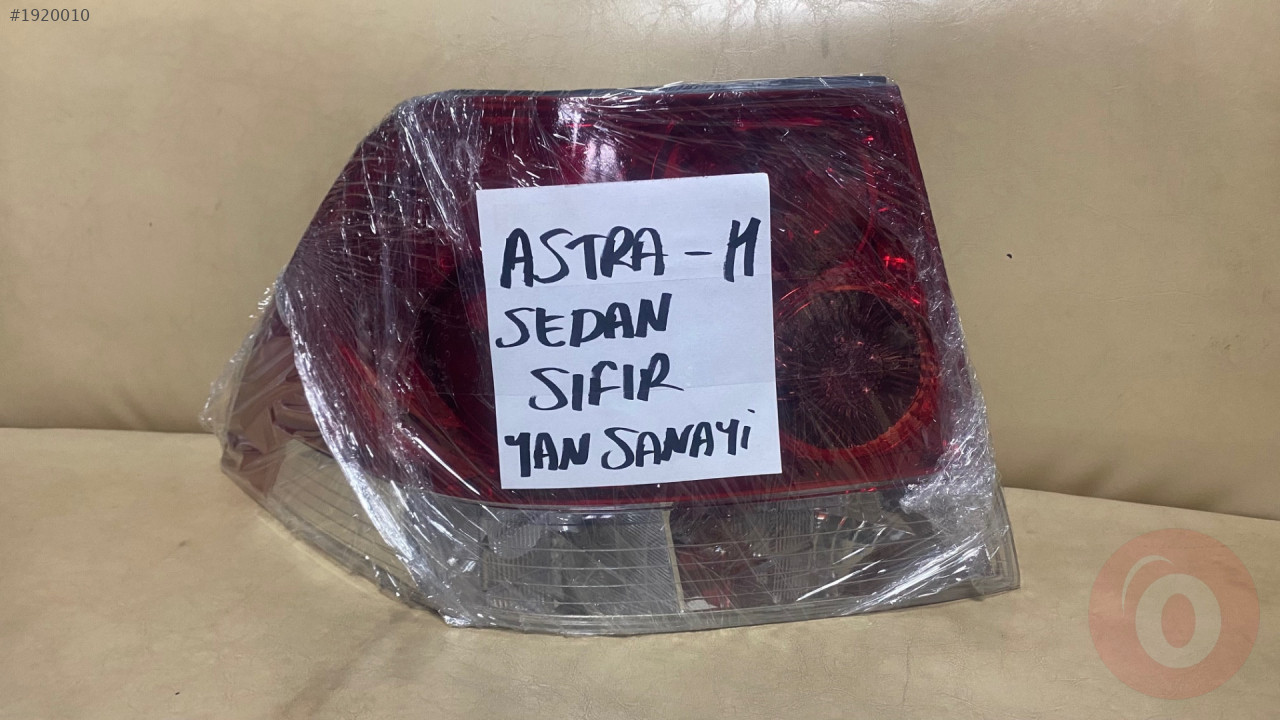 #1920010
ASTRA - H
SEDAN
SIFIR
YAN SANAYi